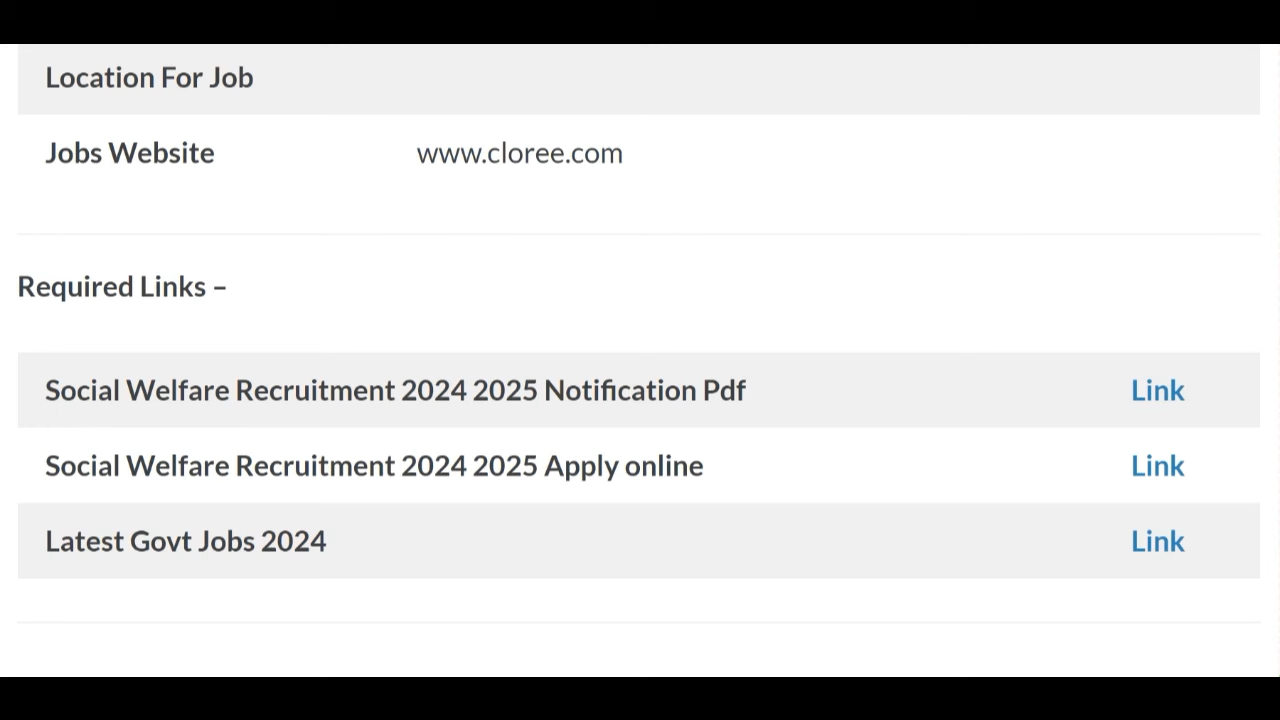 Location For Job
Jobs Website www.cloree.com
Required Links –
Social Welfare Recruitment 2024 2025 Notification Pdf Link
Social Welfare Recruitment 2024 2025 Apply online Link
Latest Govt Jobs 2024 Link